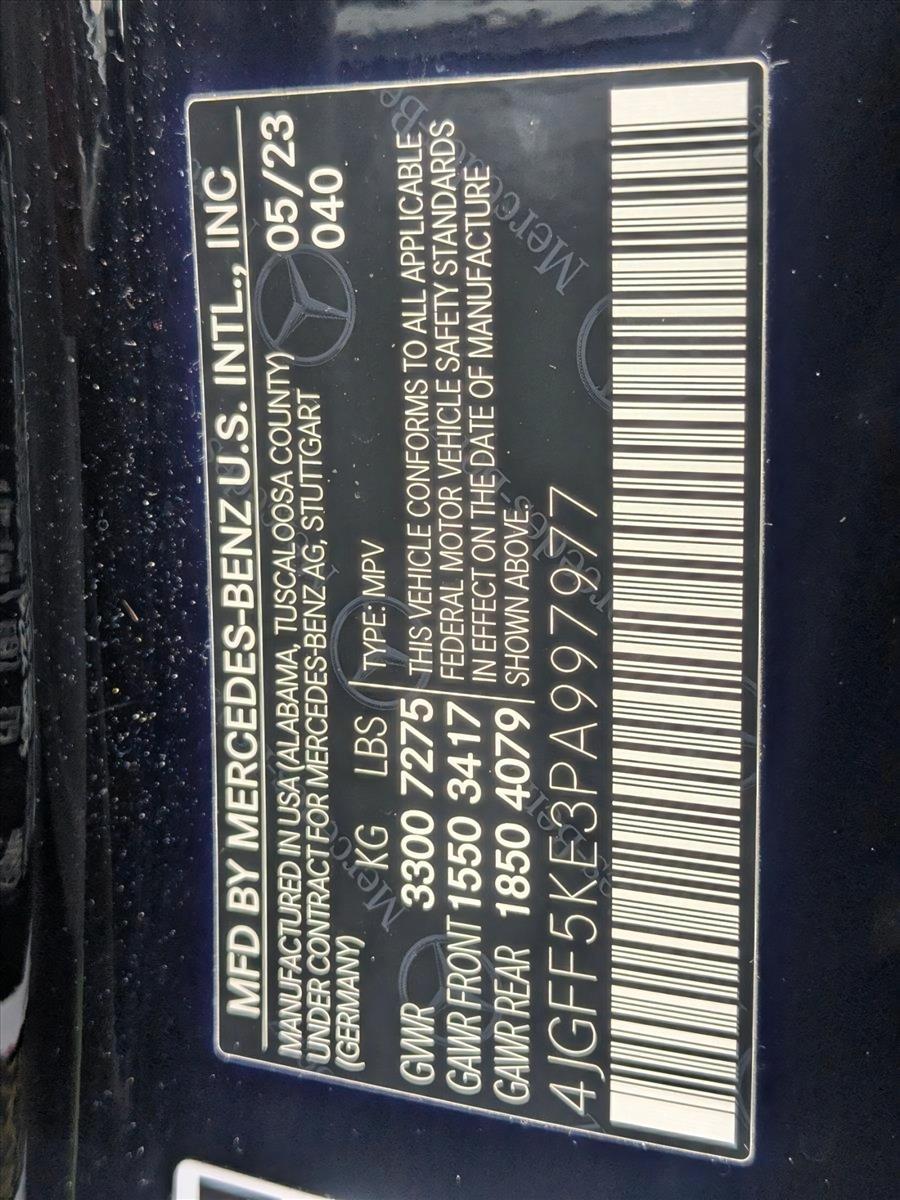 MFD BY MERCEDES-BENZ U.S. INTL., INC
MANUFACTURED IN USA (ALABAMA, TUSCALOOSA COUNTY) 05/23
UNDER CONTRACT FOR MERCEDES-BENZ AG, STUTTGART 040
(GERMANY)
KG LBS TYPE: MPV
GWWR 3300 7275 THIS VEHICLE CONFORMS TO ALL APPLICABLE
GAWR FRONT 1550 3417 FEDERAL MOTOR VEHICLE SAFETY STANDARDS
GAWR REAR 1850 4079 IN EFFECT ON THE DATE OF MANUFACTURE
SHOWN ABOVE.
4JGFF5KE3PA997977